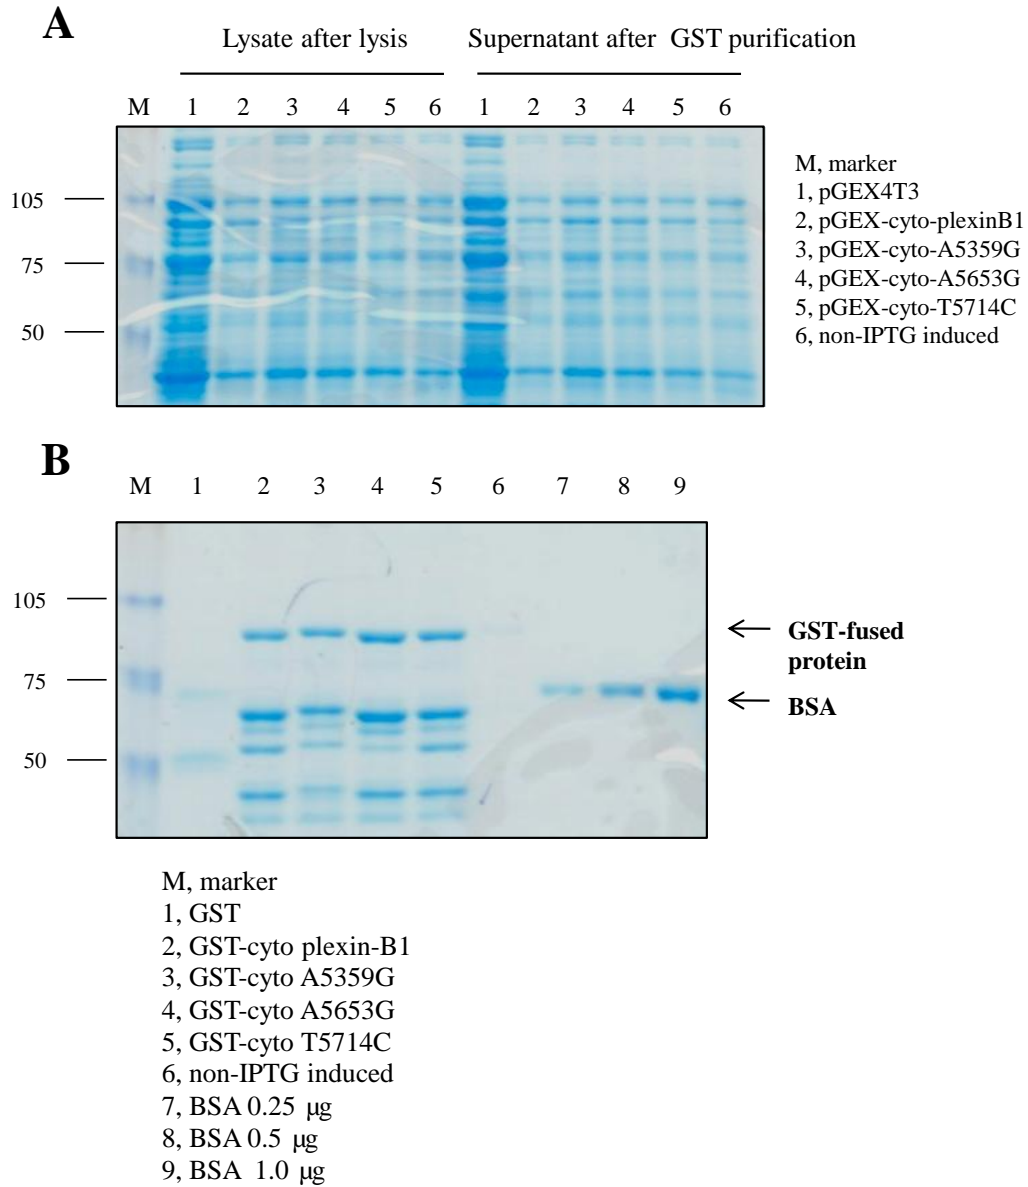 A
Lysate after lysis Supernatant after GST purification
M 1 2 3 4 5 6 1 2 3 4 5 6
105
75
50
M, marker
1, pGEX4T3
2, pGEX-cyto-plexinB1
3, pGEX-cyto-A5359G
4, pGEX-cyto-A5653G
5, pGEX-cyto-T5714C
6, non-IPTG induced
B
M 1 2 3 4 5 6 7 8 9
105
75
50
GST-fused
protein
BSA
M, marker
1, GST
2, GST-cyto plexin-B1
3, GST-cyto A5359G
4, GST-cyto A5653G
5, GST-cyto T5714C
6, non-IPTG induced
7, BSA 0.25 µg
8, BSA 0.5 µg
9, BSA 1.0 µg